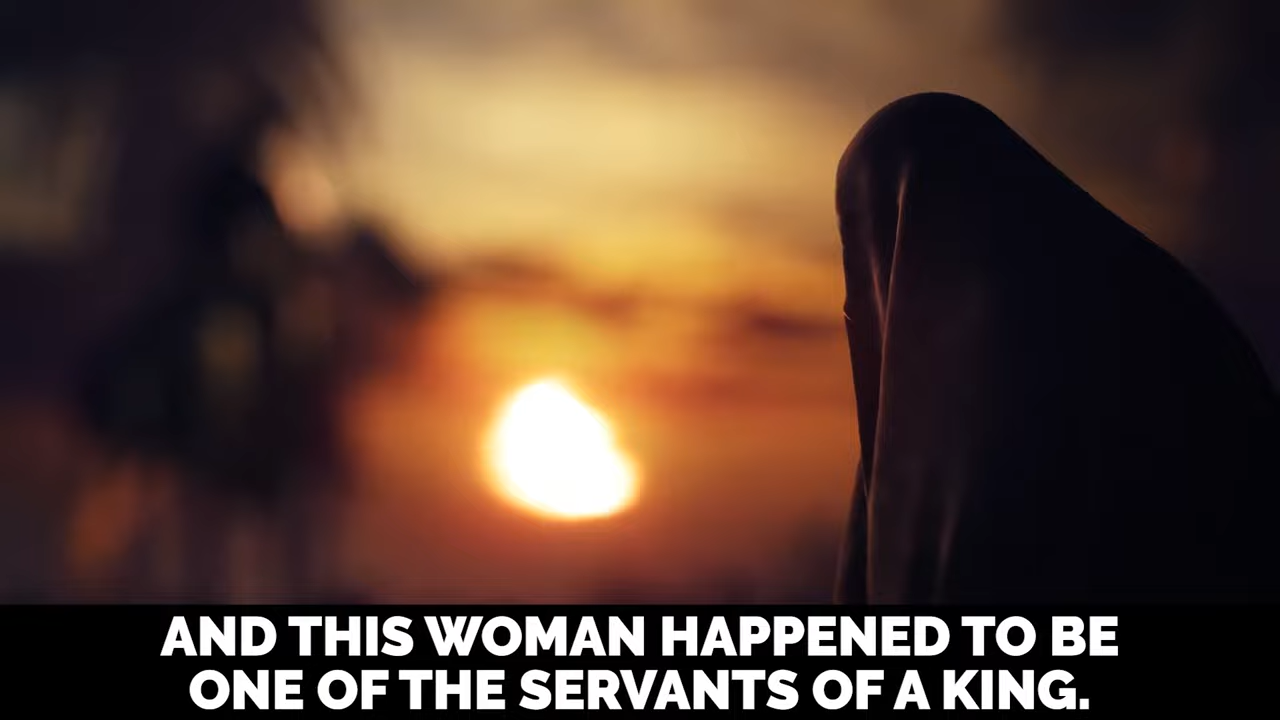 AND THIS WOMAN HAPPENED TO BE
ONE OF THE SERVANTS OF A KING.